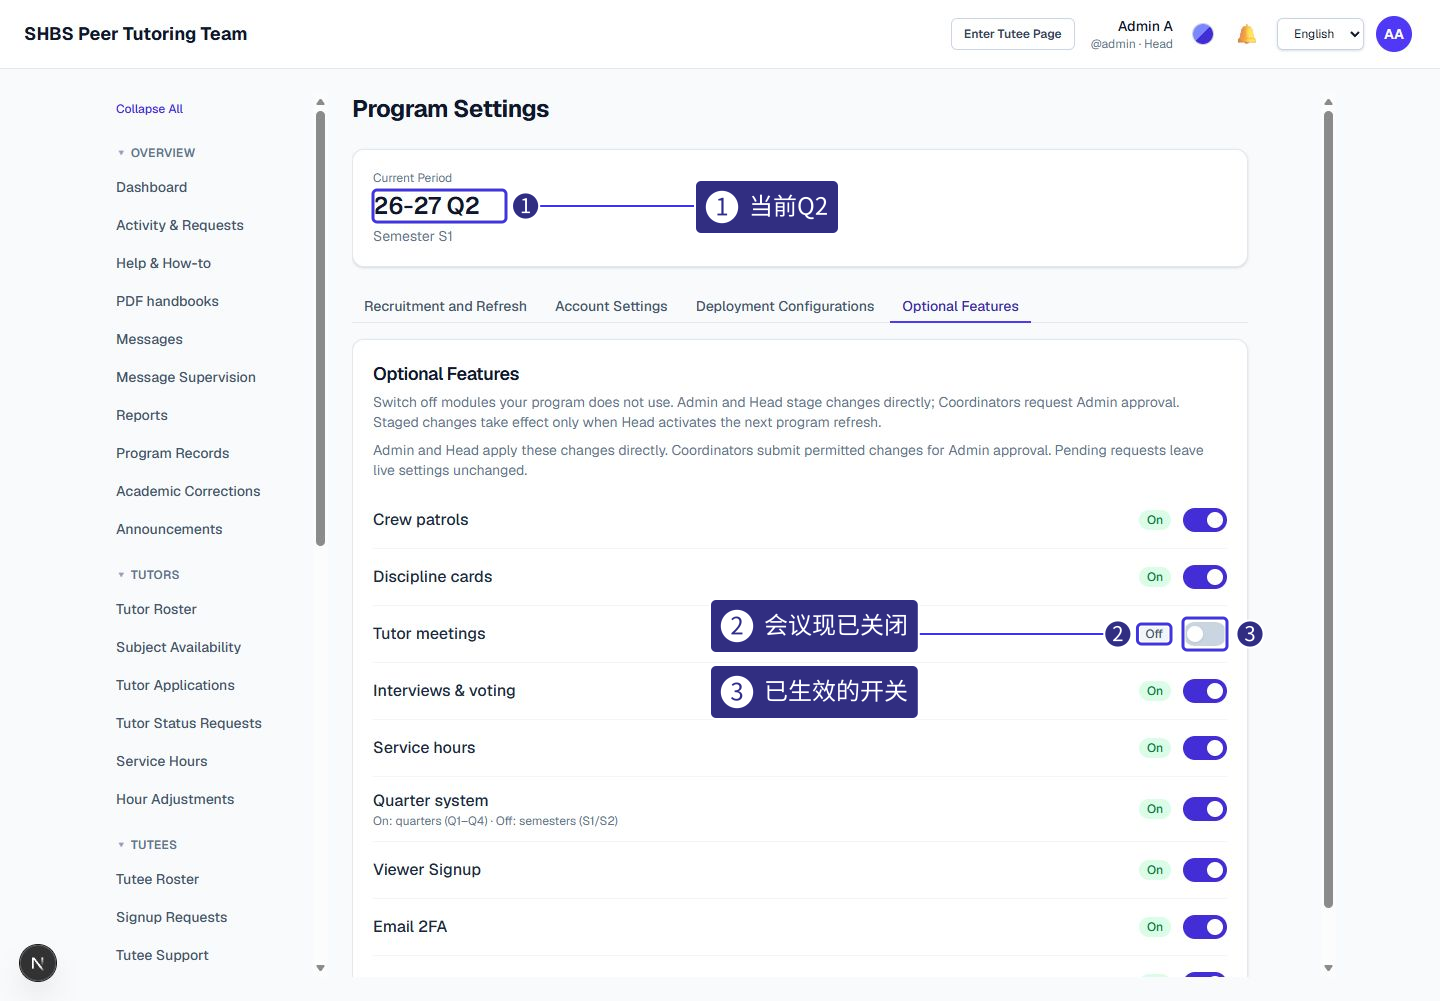 SHBS Peer Tutoring Team
Enter Tutee Page
Admin A
@admin · Head
English
AA
Collapse All
OVERVIEW
Dashboard
Activity & Requests
Help & How-to
PDF handbooks
Messages
Message Supervision
Reports
Program Records
Academic Corrections
Announcements
TUTORS
Tutor Roster
Subject Availability
Tutor Applications
Tutor Status Requests
Service Hours
Hour Adjustments
TUTEES
Tutee Roster
Signup Requests
Tutee Support
N
Program Settings
Current Period
26-27 Q2
1
1 当前Q2
Semester S1
Recruitment and Refresh
Account Settings
Deployment Configurations
Optional Features
Optional Features
Switch off modules your program does not use. Admin and Head stage changes directly; Coordinators request Admin approval.
Staged changes take effect only when Head activates the next program refresh.
Admin and Head apply these changes directly. Coordinators submit permitted changes for Admin approval. Pending requests leave
live settings unchanged.
Crew patrols
On
Discipline cards
On
Tutor meetings
2 会议现已关闭
2
Off
3
3 已生效的开关
Interviews & voting
On
Service hours
On
Quarter system
On: quarters (Q1–Q4) · Off: semesters (S1/S2)
On
Viewer Signup
On
Email 2FA
On